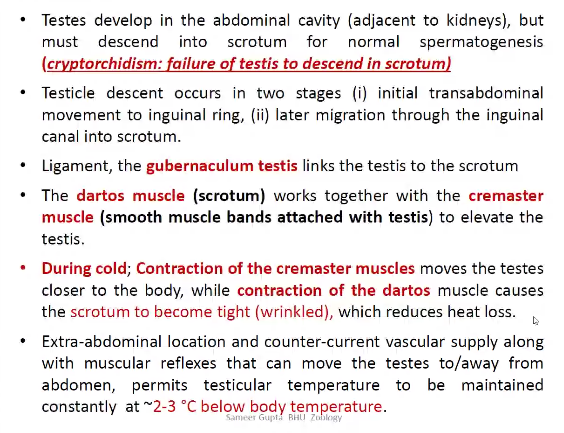 • Testes develop in the abdominal cavity (adjacent to kidneys), but
must descend into scrotum for normal spermatogenesis
(cryptorchidism: failure of testis to descend in scrotum)
• Testicle descent occurs in two stages (i) initial transabdominal
movement to inguinal ring, (ii) later migration through the inguinal
canal into scrotum.
• Ligament, the gubernaculum testis links the testis to the scrotum
• The dartos muscle (scrotum) works together with the cremaster
muscle (smooth muscle bands attached with testis) to elevate the
testis.
• During cold; Contraction of the cremaster muscles moves the testes
closer to the body, while contraction of the dartos muscle causes
the scrotum to become tight (wrinkled), which reduces heat loss.
• Extra-abdominal location and counter-current vascular supply along
with muscular reflexes that can move the testes to/away from
abdomen, permits testicular temperature to be maintained
constantly at ~2-3 °C below body temperature.
Sameer Gupta BHU Zoology